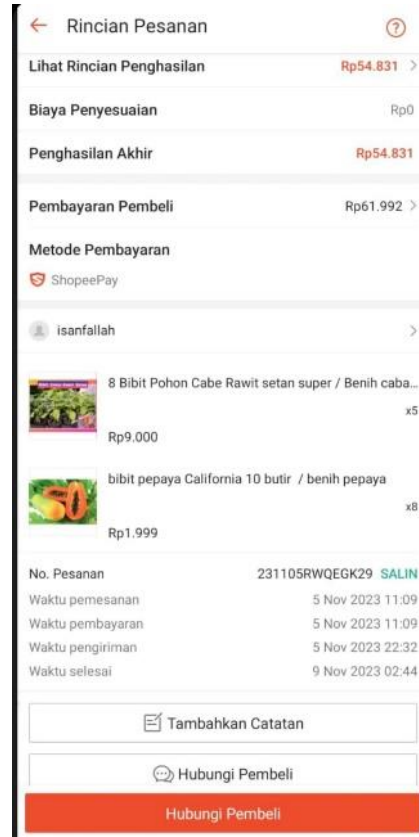 Rincian Pesanan
Lihat Rincian Penghasilan Rp54.831
Biaya Penyesuaian Rp0
Penghasilan Akhir Rp54.831
Pembayaran Pembeli Rp61.992
Metode Pembayaran
ShopeePay
isanfallah
8 Bibit Pohon Cabe Rawit setan super / Benih caba...
x5
Rp9.000
bibit pepaya California 10 butir / benih pepaya
x8
Rp1.999
No. Pesanan 231105RWQEGK29 SALIN
Waktu pemesanan 5 Nov 2023 11:09
Waktu pembayaran 5 Nov 2023 11:09
Waktu pengiriman 5 Nov 2023 22:32
Waktu selesai 9 Nov 2023 02:44
Tambahkan Catatan
Hubungi Pembeli
Hubungi Pembeli